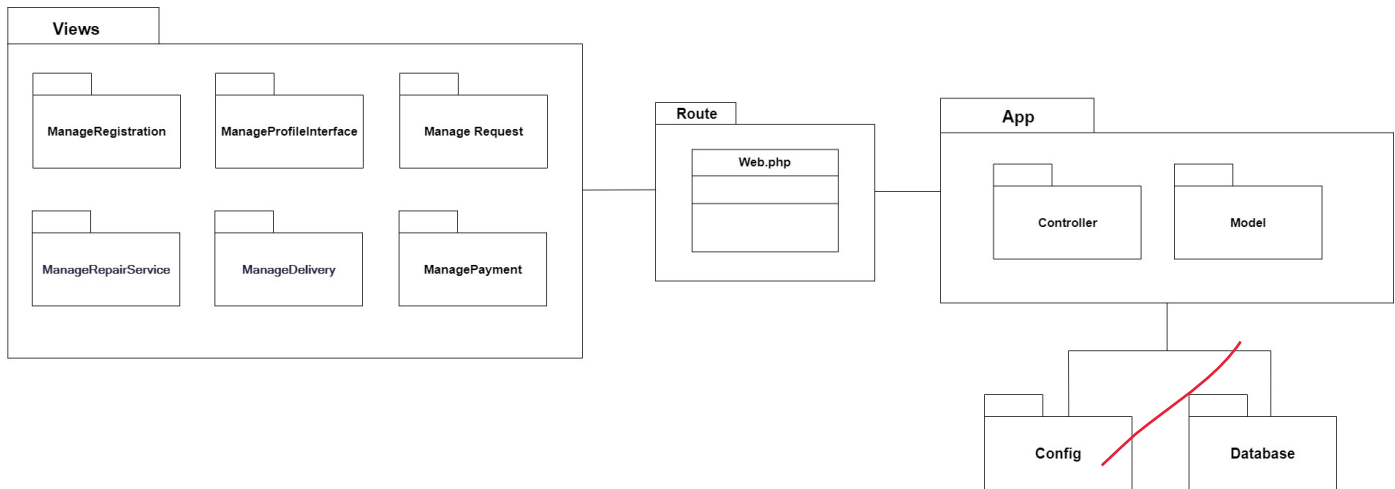 Views
ManageRegistration
ManageProfileInterface
Manage Request
ManageRepairService
ManageDelivery
ManagePayment
Route
Web.php
App
Controller
Model
Config
Database